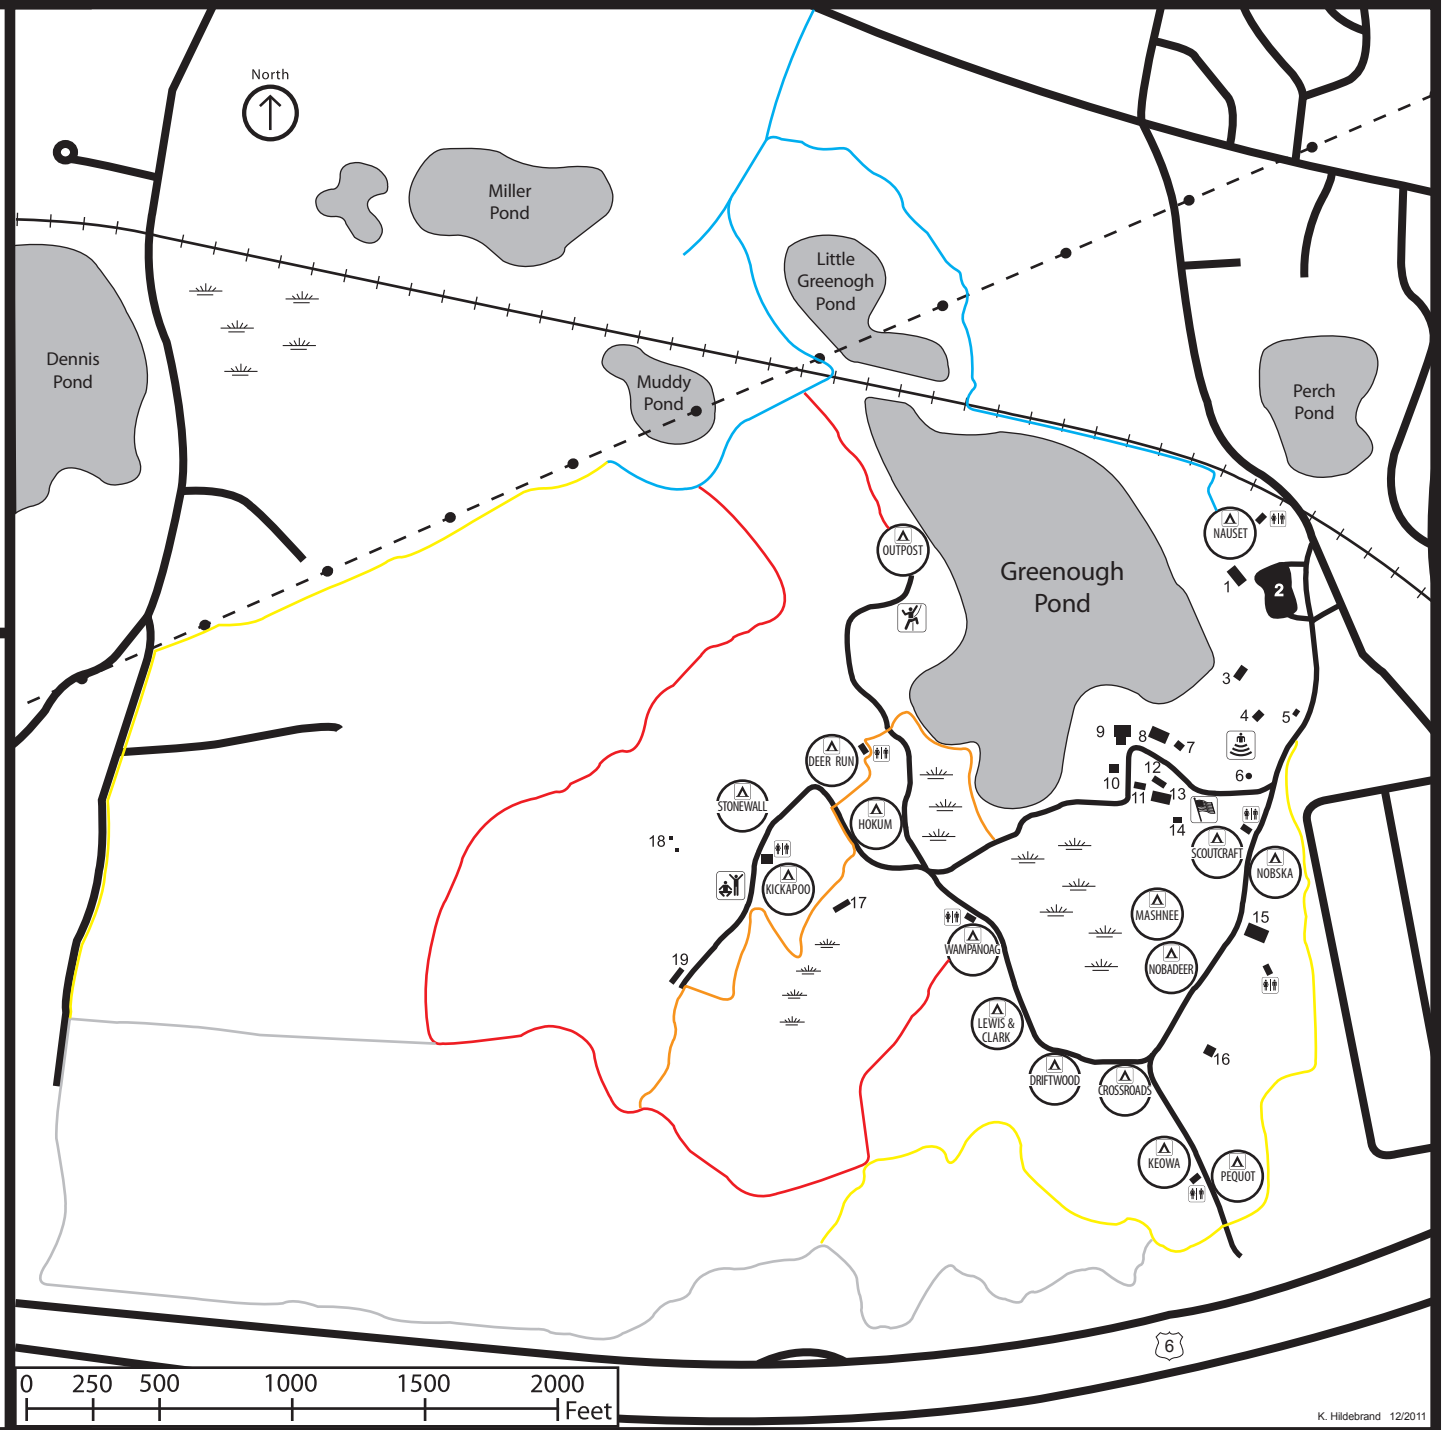 North
Miller
Pond
Little
Greenogh
Pond
Dennis
Pond
Muddy
Pond
Perch
Pond
NAUSET
OUTPOST
Greenough
Pond
1
2
3
4
5
9
8
7
DEER RUN
6
10
12
11
13
STONEWALL
HOKUM
14
18
SCOUTCRAFT
NOBSKA
KICKAPOO
17
MASHNEE
15
WAMPANOAG
19
NOBADEER
LEWIS &
CLARK
16
DRIFTWOOD
CROSSROADS
KEOWA
PEQUOT
6
0 250 500 1000 1500 2000
Feet
K. Hildebrand 12/2011